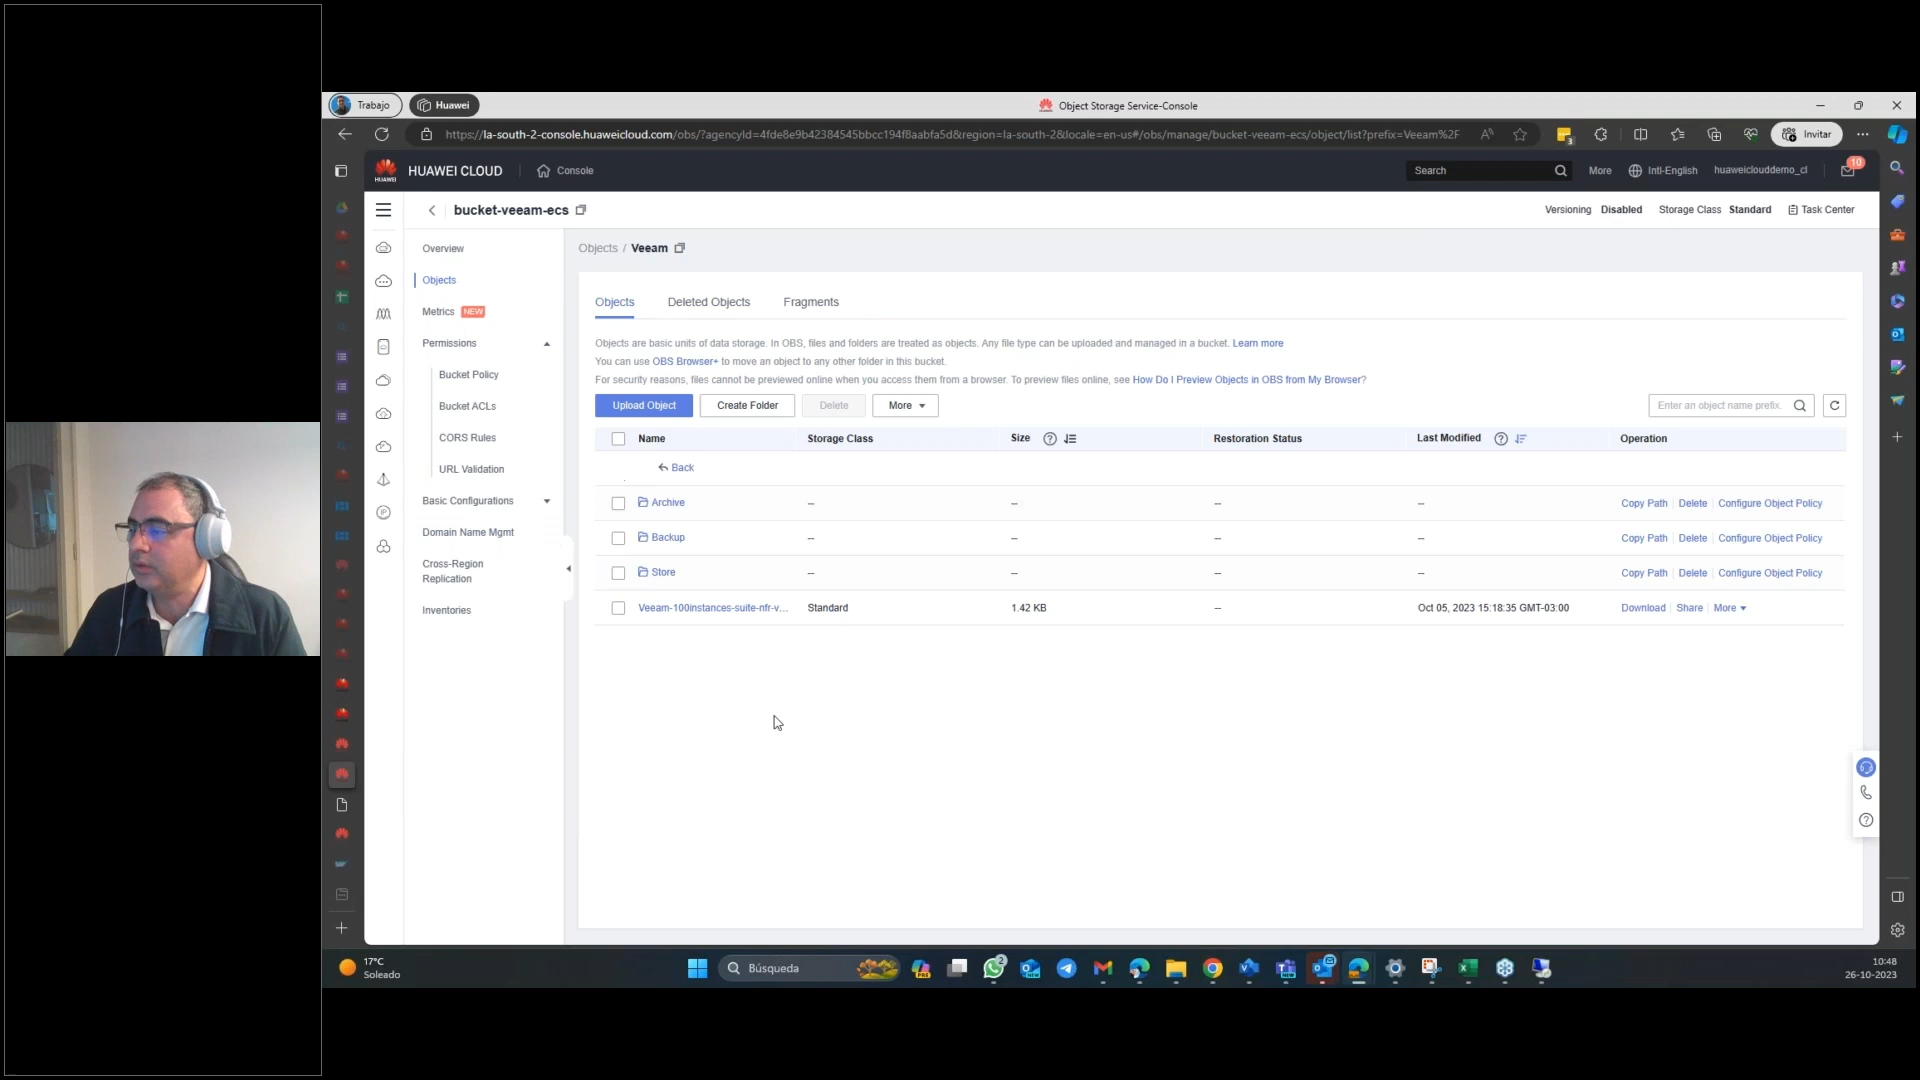 Trabajo
Huawei
Object Storage Service-Console
https://la-south-2-console.huaweicloud.com/obs/?agencyId=4fde8e9b42384545bbcc194f8aabfa5d&region=la-south-2&locale=en-us#/obs/manage/bucket-veeam-ecs/object/list?prefix=Veeam%2F
3
Invitar
HUAWEI
HUAWEI CLOUD
Console
Search
More
Intl-English
huaweiclouddemo_cl
10
bucket-veeam-ecs
Versioning Disabled
Storage Class Standard
Task Center
Overview
Objects
Metrics NEW
Permissions
Bucket Policy
Bucket ACLs
CORS Rules
URL Validation
Basic Configurations
Domain Name Mgmt
Cross-Region
Replication
Inventories
Objects / Veeam
Objects Deleted Objects Fragments
Objects are basic units of data storage. In OBS, files and folders are treated as objects. Any file type can be uploaded and managed in a bucket. Learn more
You can use OBS Browser+ to move an object to any other folder in this bucket.
For security reasons, files cannot be previewed online when you access them from a browser. To preview files online, see How Do I Preview Objects in OBS from My Browser?
Upload Object Create Folder Delete More
Enter an object name prefix.
Name Storage Class Size Restoration Status Last Modified Operation
Back
Archive -- -- -- -- Copy Path Delete Configure Object Policy
Backup -- -- -- -- Copy Path Delete Configure Object Policy
Store -- -- -- -- Copy Path Delete Configure Object Policy
Veeam-100instances-suite-nfr-v... Standard 1.42 KB -- Oct 05, 2023 15:18:35 GMT-03:00 Download Share More
17°C
Soleado
Búsqueda
2
10:48
26-10-2023